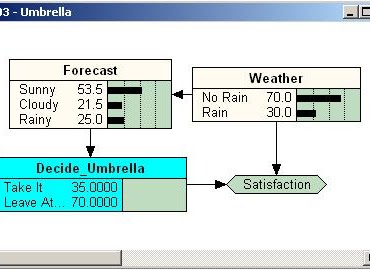 03 - Umbrella
Forecast
Sunny 53.5
Cloudy 21.5
Rainy 25.0
Weather
No Rain 70.0
Rain 30.0
Decide_Umbrella
Take It 35.0000
Leave At... 70.0000
Satisfaction